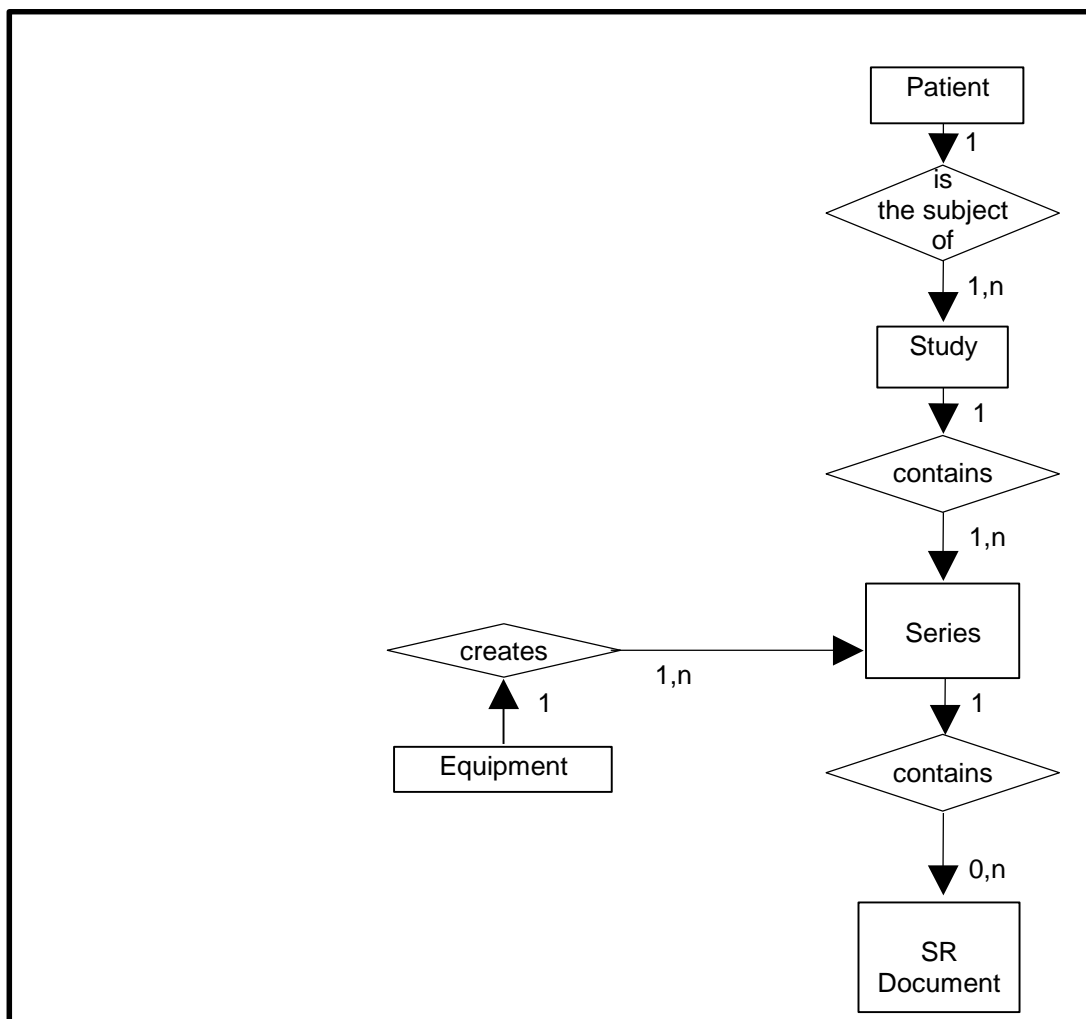 Patient
1
is
the subject
of
1,n
Study
1
contains
1,n
Series
creates
1,n
1
1
Equipment
contains
0,n
SR
Document